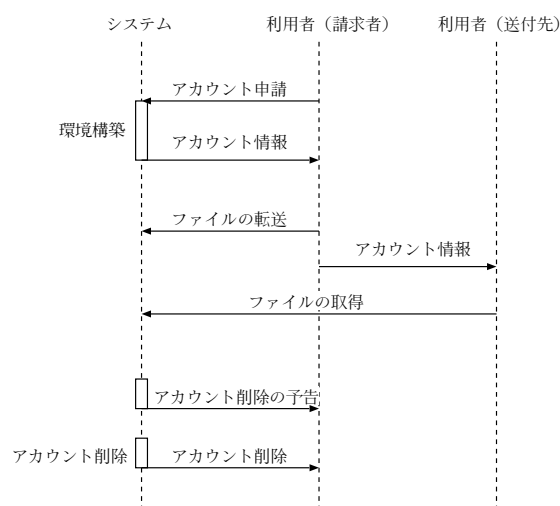 システム
利用者（請求者）
利用者（送付先）
アカウント申請
環境構築
アカウント情報
ファイルの転送
アカウント情報
ファイルの取得
アカウント削除の予告
アカウント削除
アカウント削除